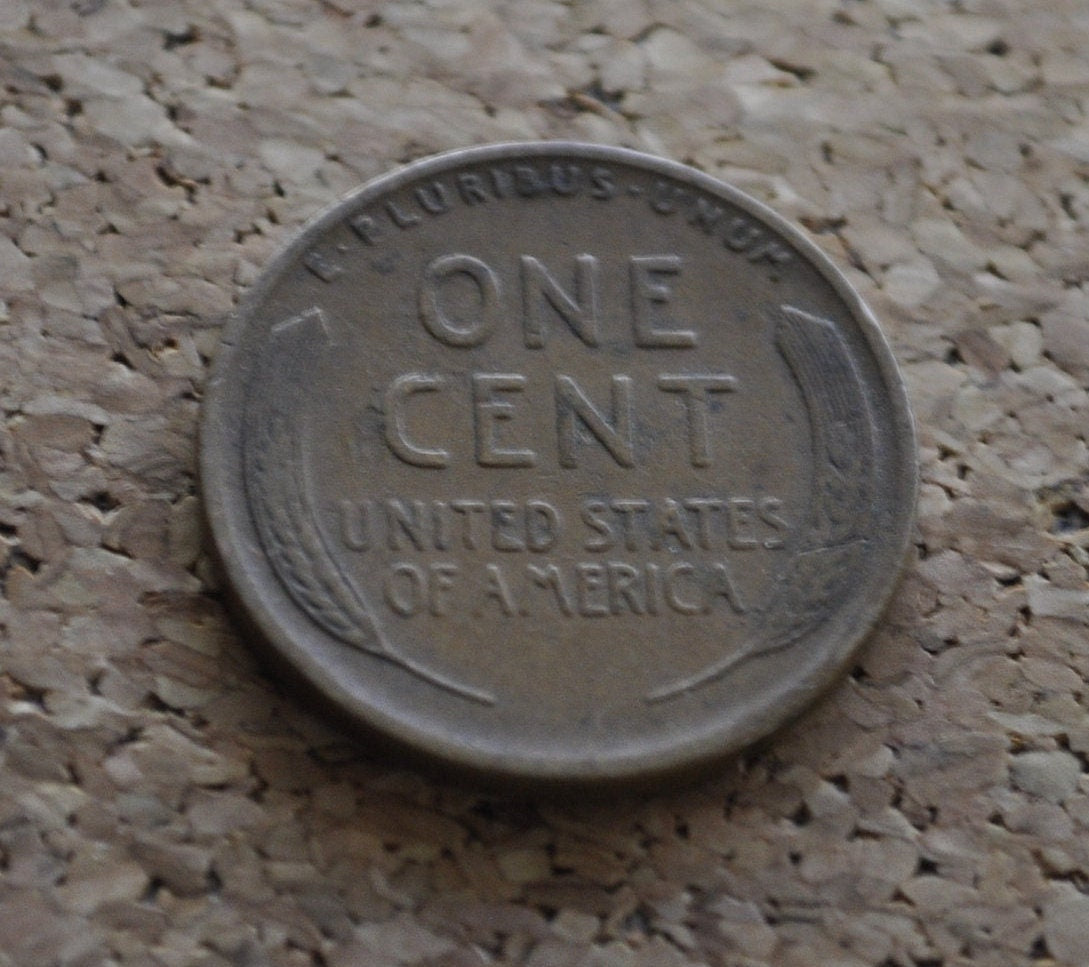 E·PLURIBUS·UNUM
ONE
CENT
UNITED STATES
OF AMERICA